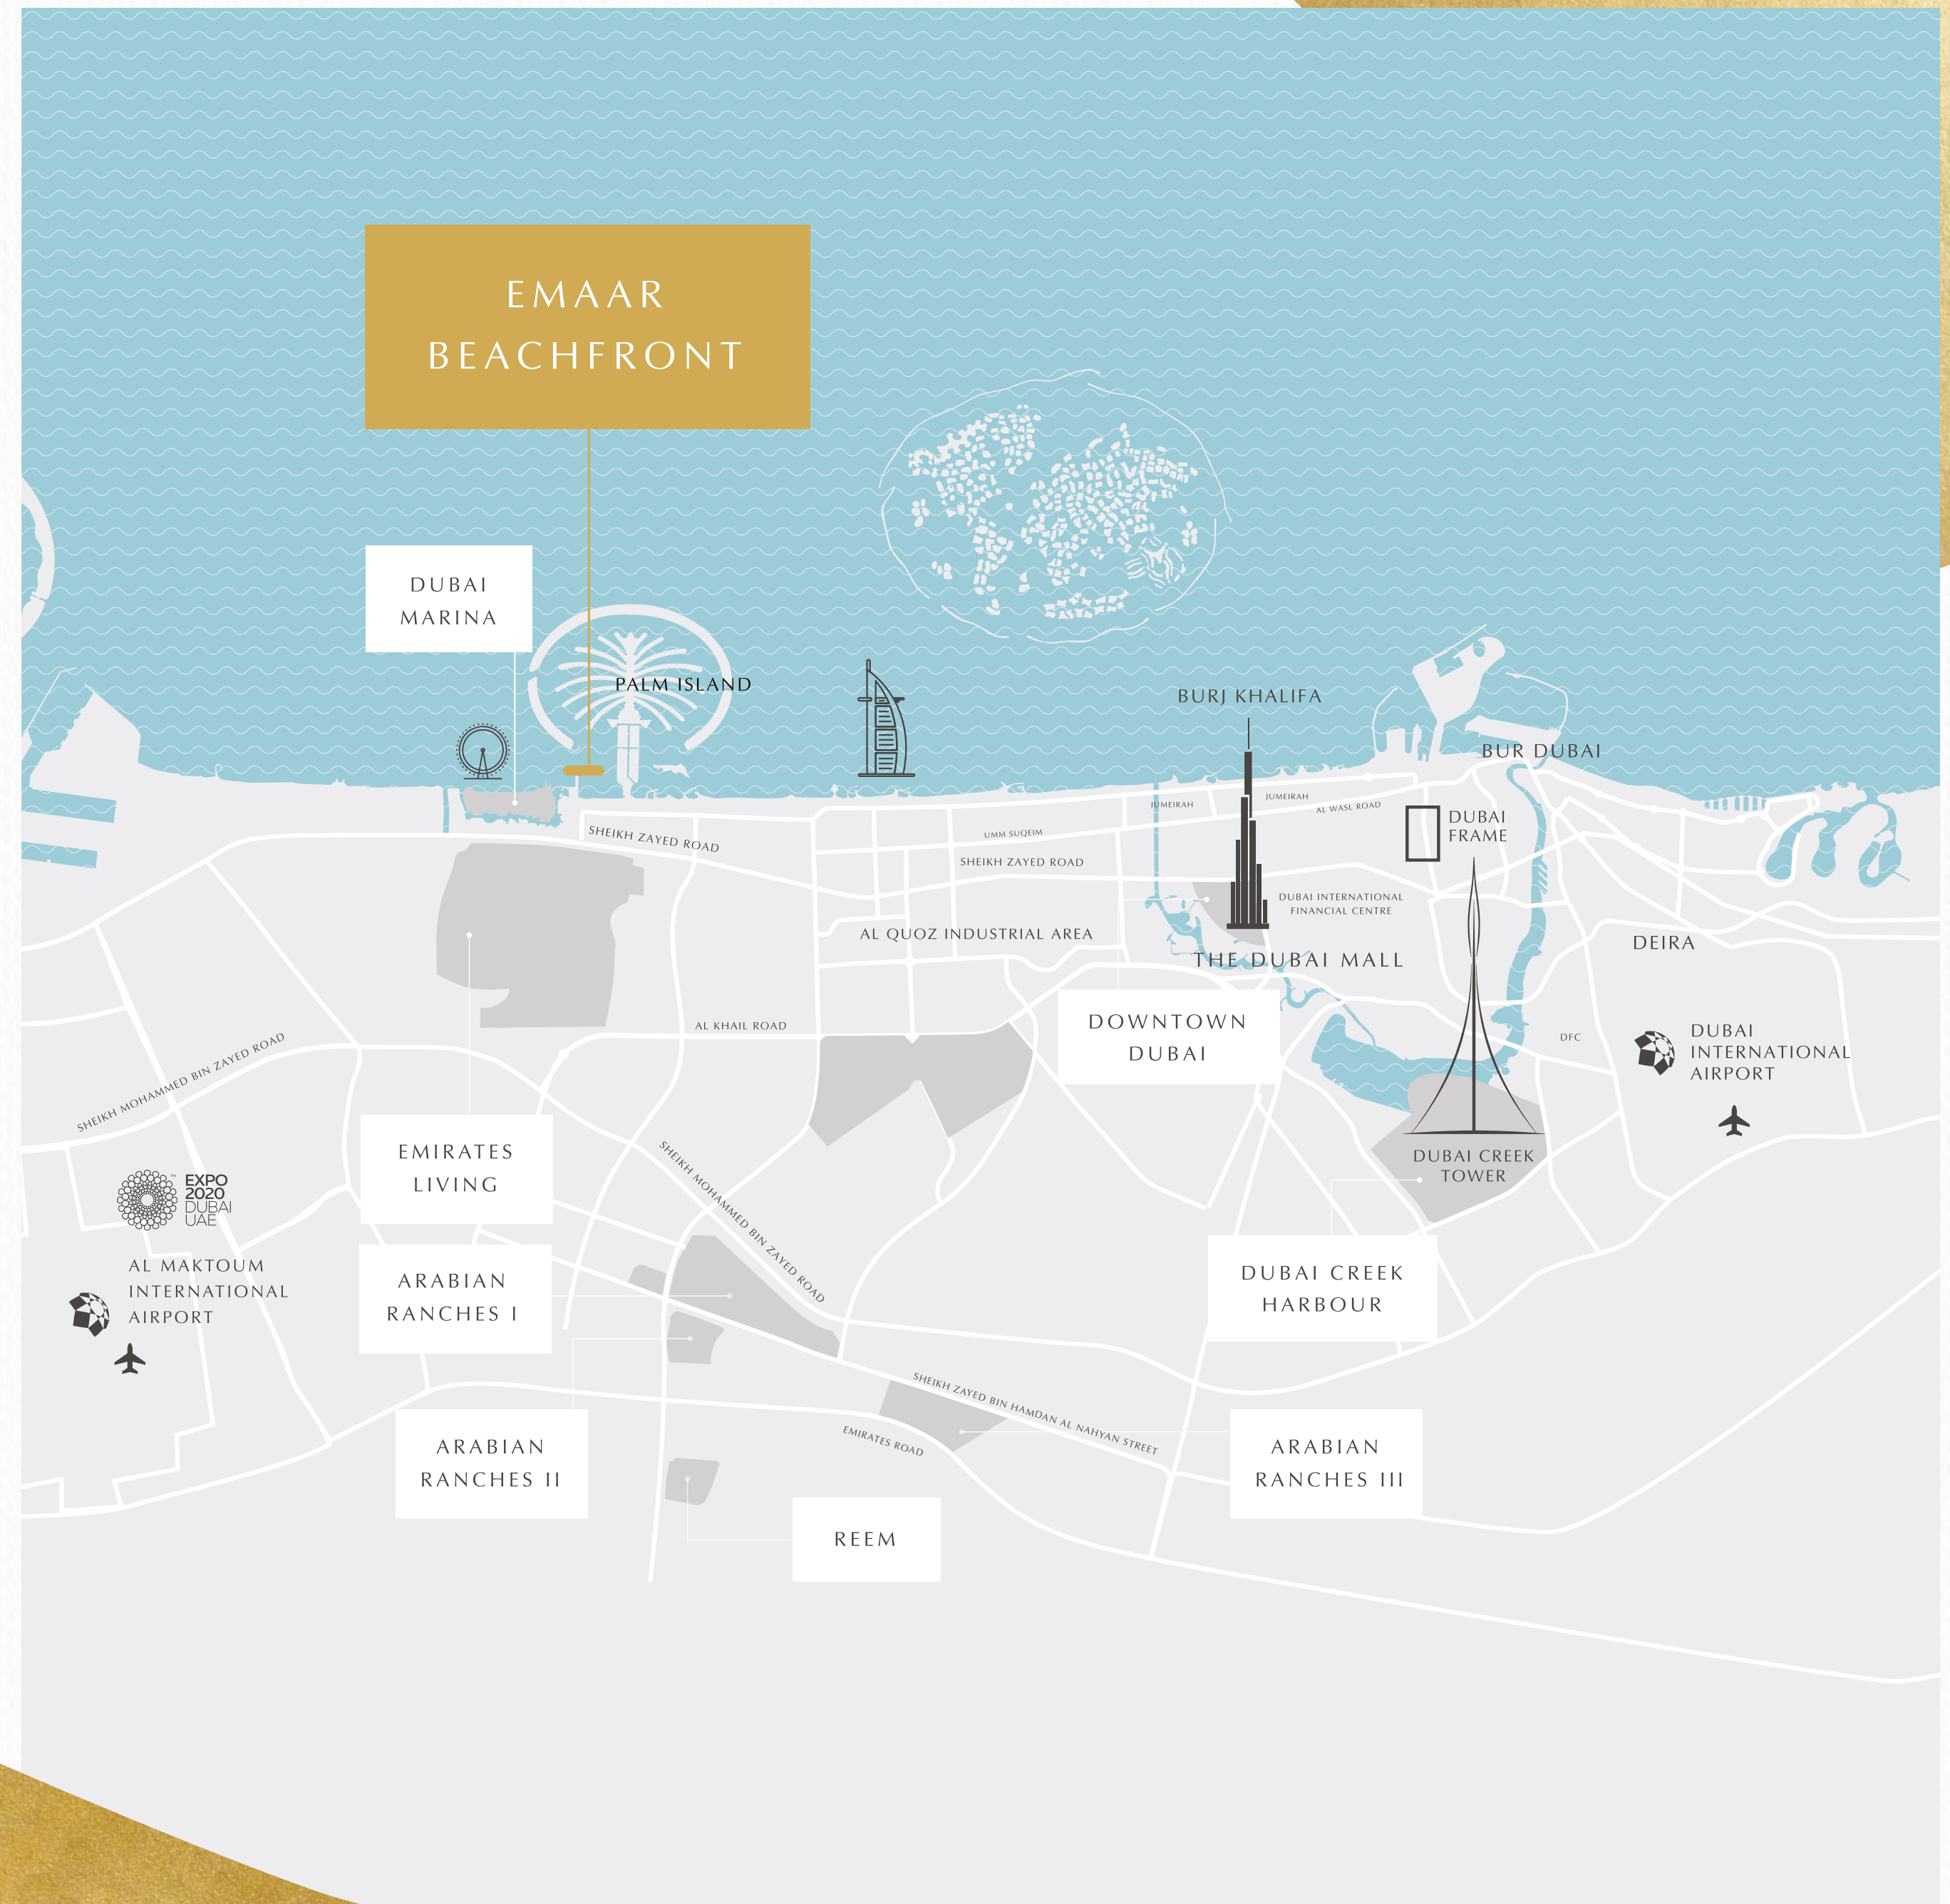 EMAAR
BEACHFRONT
DUBAI
MARINA
PALM ISLAND
BURJ KHALIFA
BUR DUBAI
JUMEIRAH
JUMEIRAH
AL WASL ROAD
DUBAI
FRAME
SHEIKH ZAYED ROAD
UMM SUQEIM
SHEIKH ZAYED ROAD
DUBAI INTERNATIONAL
FINANCIAL CENTRE
AL QUOZ INDUSTRIAL AREA
DEIRA
THE DUBAI MALL
DOWNTOWN
DUBAI
AL KHAIL ROAD
DFC
DUBAI
INTERNATIONAL
AIRPORT
SHEIKH MOHAMMED BIN ZAYED ROAD
EMIRATES
LIVING
SHEIKH MOHAMMED BIN ZAYED ROAD
DUBAI CREEK
TOWER
EXPO
2020
DUBAI
UAE
TM
AL MAKTOUM
INTERNATIONAL
AIRPORT
ARABIAN
RANCHES I
DUBAI CREEK
HARBOUR
SHEIKH ZAYED BIN HAMDAN AL NAHYAN STREET
EMIRATES ROAD
ARABIAN
RANCHES II
ARABIAN
RANCHES III
REEM